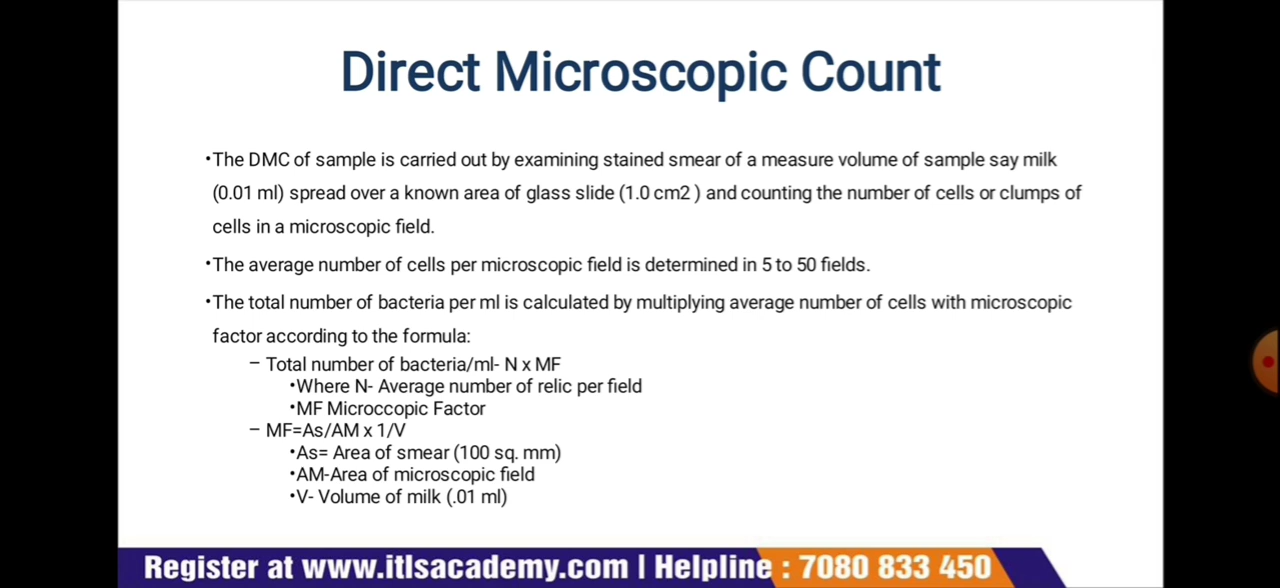 Direct Microscopic Count
•The DMC of sample is carried out by examining stained smear of a measure volume of sample say milk
(0.01 ml) spread over a known area of glass slide (1.0 cm2 ) and counting the number of cells or clumps of
cells in a microscopic field.
•The average number of cells per microscopic field is determined in 5 to 50 fields.
•The total number of bacteria per ml is calculated by multiplying average number of cells with microscopic
factor according to the formula:
– Total number of bacteria/ml- N x MF
•Where N- Average number of relic per field
•MF Microccopic Factor
– MF=As/AM x 1/V
•As= Area of smear (100 sq. mm)
•AM-Area of microscopic field
•V- Volume of milk (.01 ml)
Register at www.itlsacademy.com | Helpline : 7080 833 450